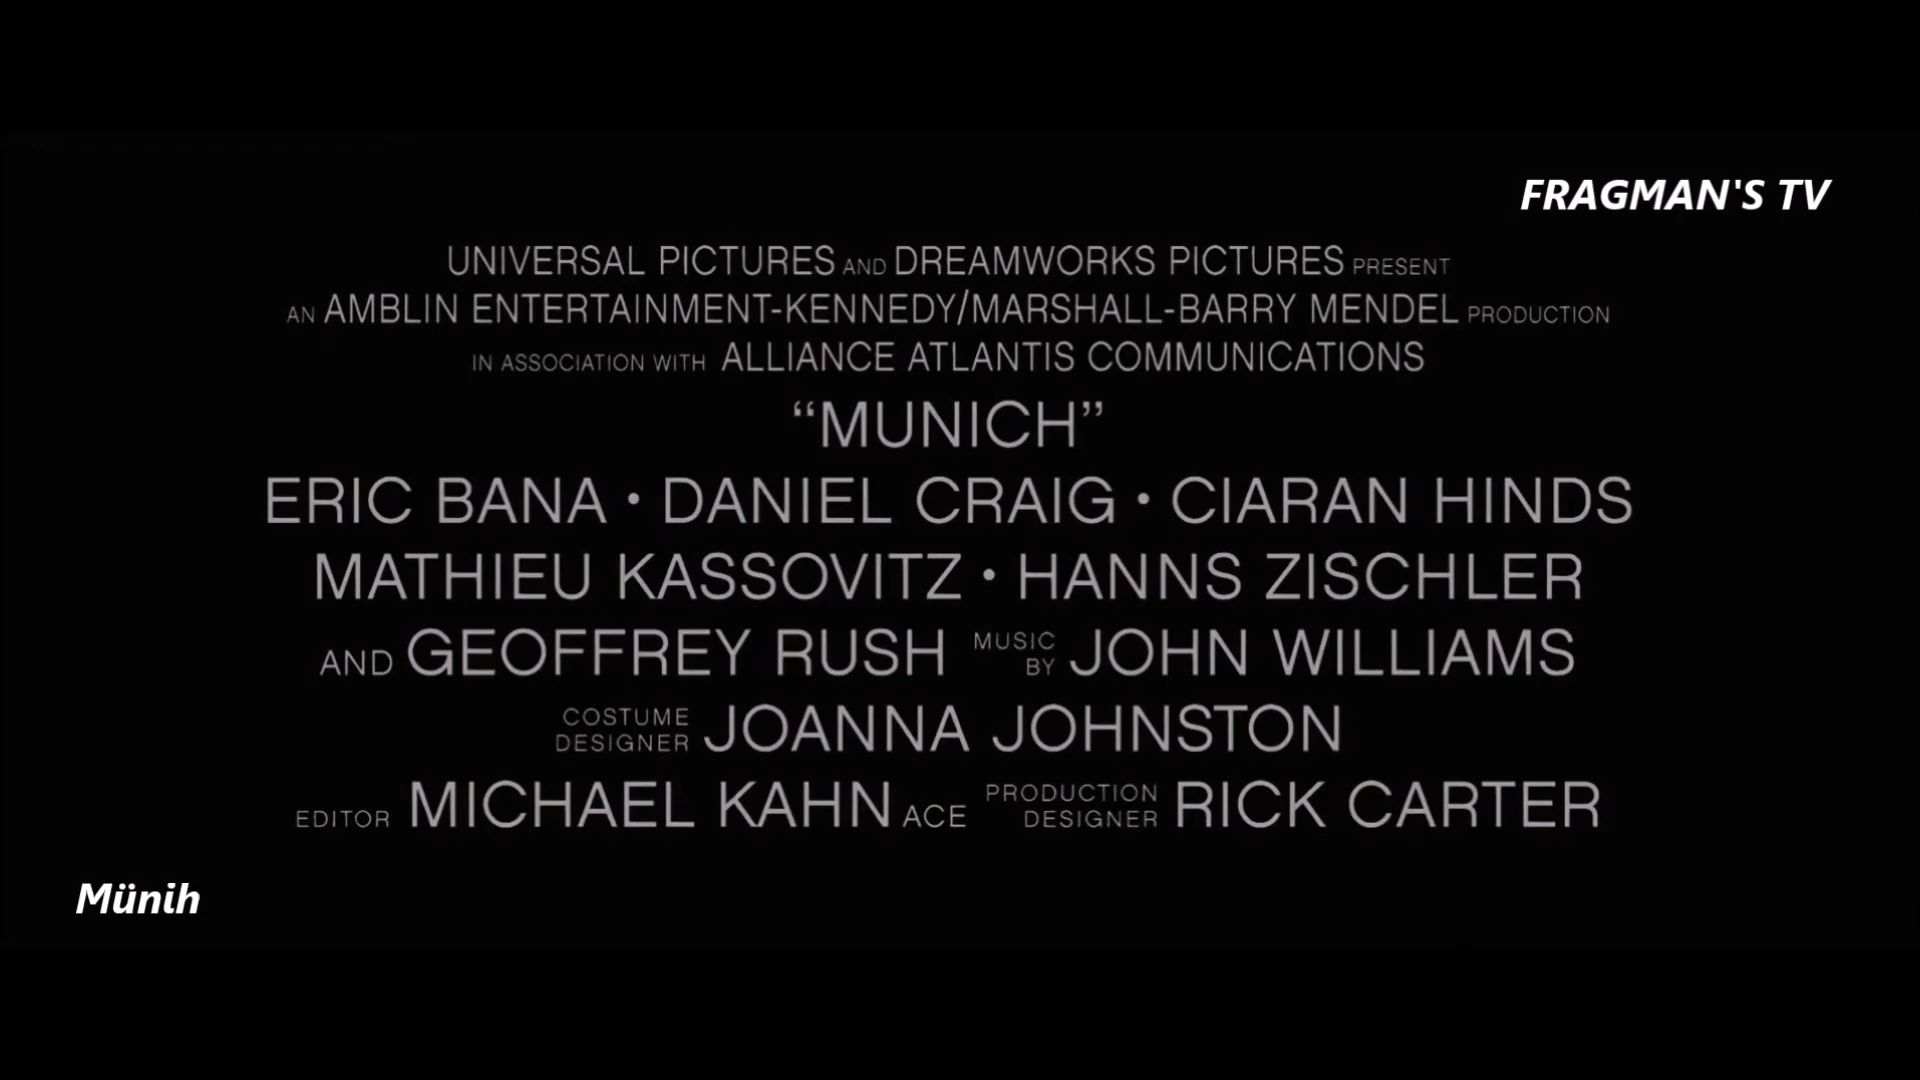 FRAGMAN'S TV
UNIVERSAL PICTURES AND DREAMWORKS PICTURES PRESENT
AN AMBLIN ENTERTAINMENT-KENNEDY/MARSHALL-BARRY MENDEL PRODUCTION
IN ASSOCIATION WITH ALLIANCE ATLANTIS COMMUNICATIONS
“MUNICH”
ERIC BANA • DANIEL CRAIG • CIARAN HINDS
MATHIEU KASSOVITZ • HANNS ZISCHLER
AND GEOFFREY RUSH MUSIC BY JOHN WILLIAMS
COSTUME DESIGNER JOANNA JOHNSTON
EDITOR MICHAEL KAHN ACE PRODUCTION DESIGNER RICK CARTER
Münih